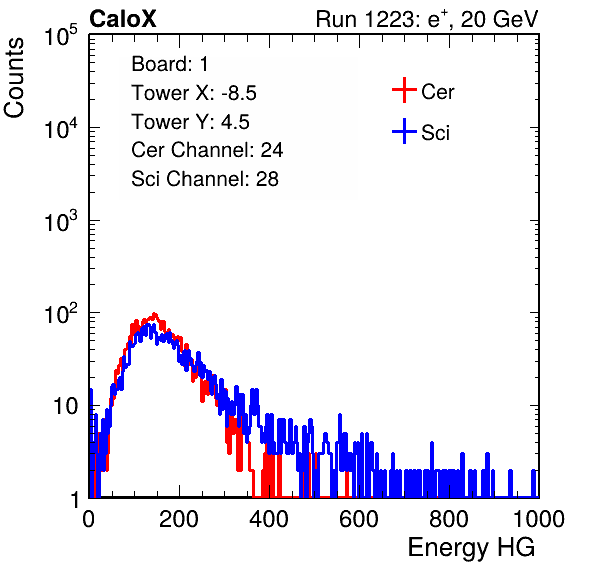 CaloX Run 1223: e⁺, 20 GeV
Counts
Board: 1
Tower X: -8.5
Tower Y: 4.5
Cer Channel: 24
Sci Channel: 28
Cer
Sci
10⁵
10⁴
10³
10²
10
1
0 200 400 600 800 1000
Energy HG